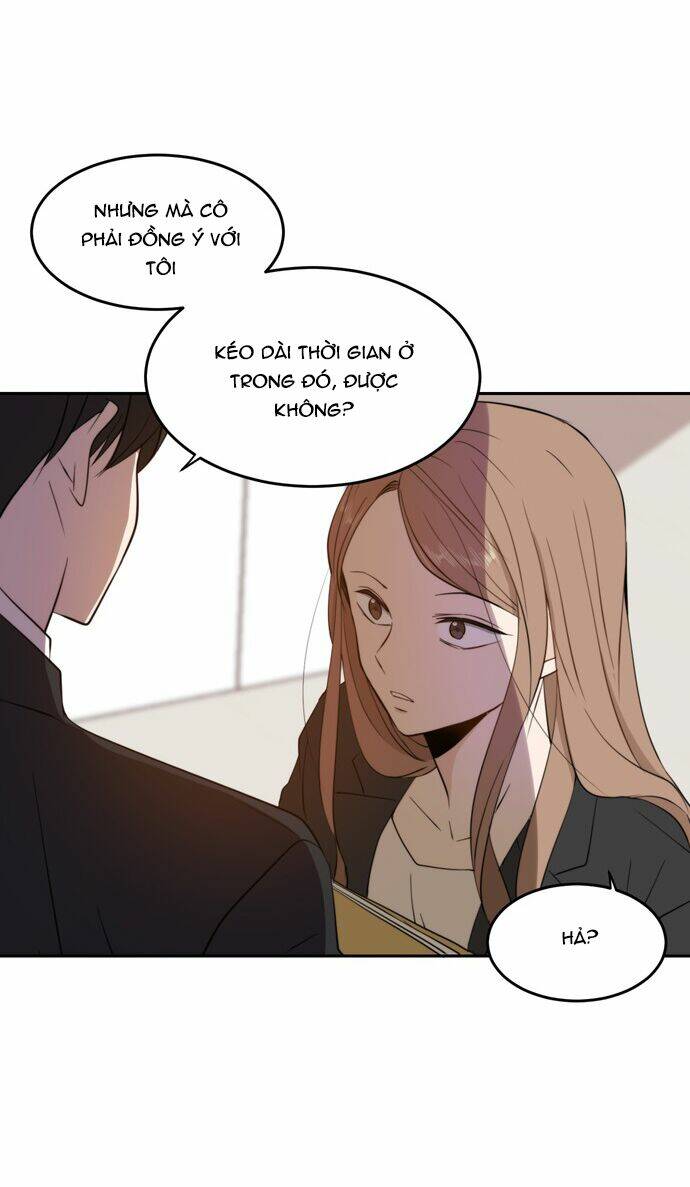 NHƯNG MÀ CÔ
PHẢI ĐỒNG Ý VỚI
TÔI
KÉO DÀI THỜI GIAN Ở
TRONG ĐÓ, ĐƯỢC
KHÔNG?
HẢ?